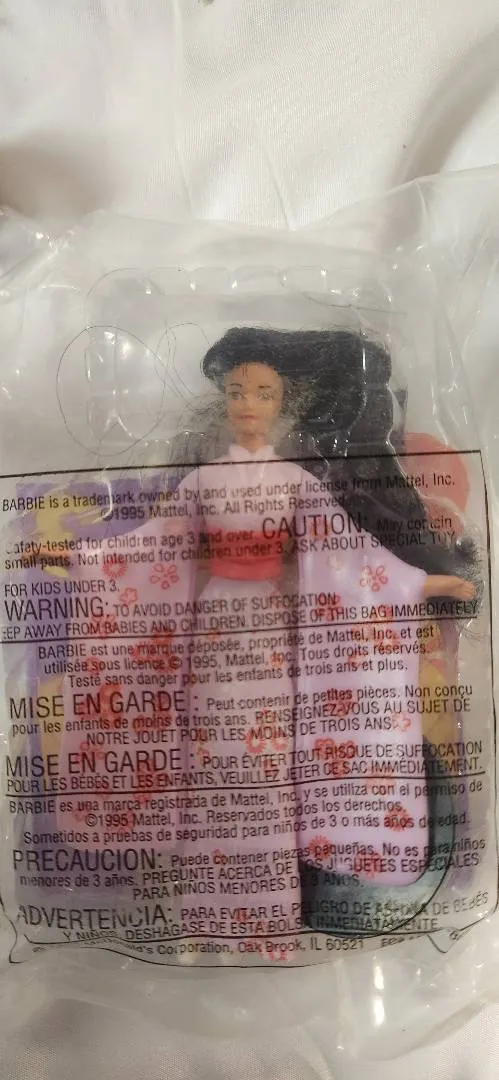 BARBIE is a trademark owned by and used under license from Mattel, Inc.
©1995 Mattel, Inc. All Rights Reserved.
CAUTION: May contain
Safety-tested for children age 3 and over.
small parts. Not intended for children under 3. ASK ABOUT SPECIAL TOY
FOR KIDS UNDER 3.
WARNING: TO AVOID DANGER OF SUFFOCATION
EEP AWAY FROM BABIES AND CHILDREN. DISPOSE OF THIS BAG IMMEDIATELY.
BARBIE est une marque déposée, propriété de Mattel, Inc. et est
utilisée sous licence © 1995, Mattel, Inc. Tous droits réservés.
Testé sans danger pour les enfants de trois ans et plus.
MISE EN GARDE : Peut contenir de petites pièces. Non conçu
pour les enfants de moins de trois ans. RENSEIGNEZ-VOUS AU SUJET DE
NOTRE JOUET POUR LES MOINS DE TROIS ANS.
MISE EN GARDE : POUR ÉVITER TOUT RISQUE DE SUFFOCATION
POUR LES BÉBÉS ET LES ENFANTS, VEUILLEZ JETER CE SAC IMMÉDIATEMENT.
BARBIE es una marca registrada de Mattel, Inc. y se utiliza con el permiso de
©1995 Mattel, Inc. Reservados todos los derechos.
Sometidos a pruebas de seguridad para niños de 3 o más años de edad.
PRECAUCION: Puede contener piezas pequeñas. No es para niños
menores de 3 años. PREGUNTE ACERCA DE LOS JUGUETES ESPECIALES
PARA NIÑOS MENORES DE 3 AÑOS.
ADVERTENCIA: PARA EVITAR EL PELIGRO DE ASFIXIA DE BEBÉS
Y NIÑOS, DESHAGASE DE ESTA BOLSA INMEDIATAMENTE
McDonald's Corporation, Oak Brook, IL 60521